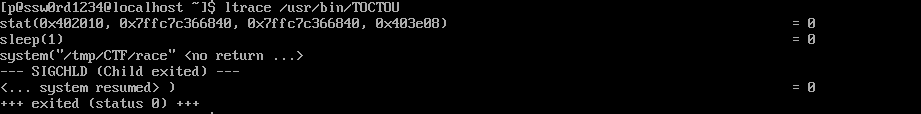 [p@ssw0rd1234@localhost ~]$ ltrace /usr/bin/TOCTOU
stat(0x402010, 0x7ffc7c366840, 0x7ffc7c366840, 0x403e08) = 0
sleep(1) = 0
system("/tmp/CTF/race" <no return ...>
--- SIGCHLD (Child exited) ---
<... system resumed> ) = 0
+++ exited (status 0) +++